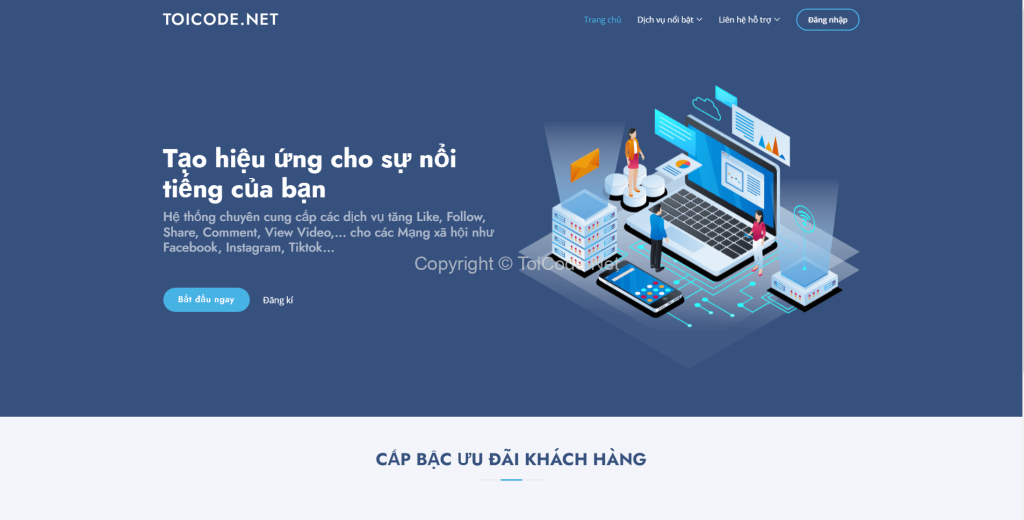 TOICODE.NET
Trang chủ
Dịch vụ nổi bật
Liên hệ hỗ trợ
Đăng nhập
Tạo hiệu ứng cho sự nổi
tiếng của bạn
Hệ thống chuyên cung cấp các dịch vụ tăng Like, Follow,
Share, Comment, View Video,... cho các Mạng xã hội như
Facebook, Instagram, Tiktok...
Copyright © ToiCode.Net
Bắt đầu ngay
Đăng kí
CẤP BẬC ƯU ĐÃI KHÁCH HÀNG